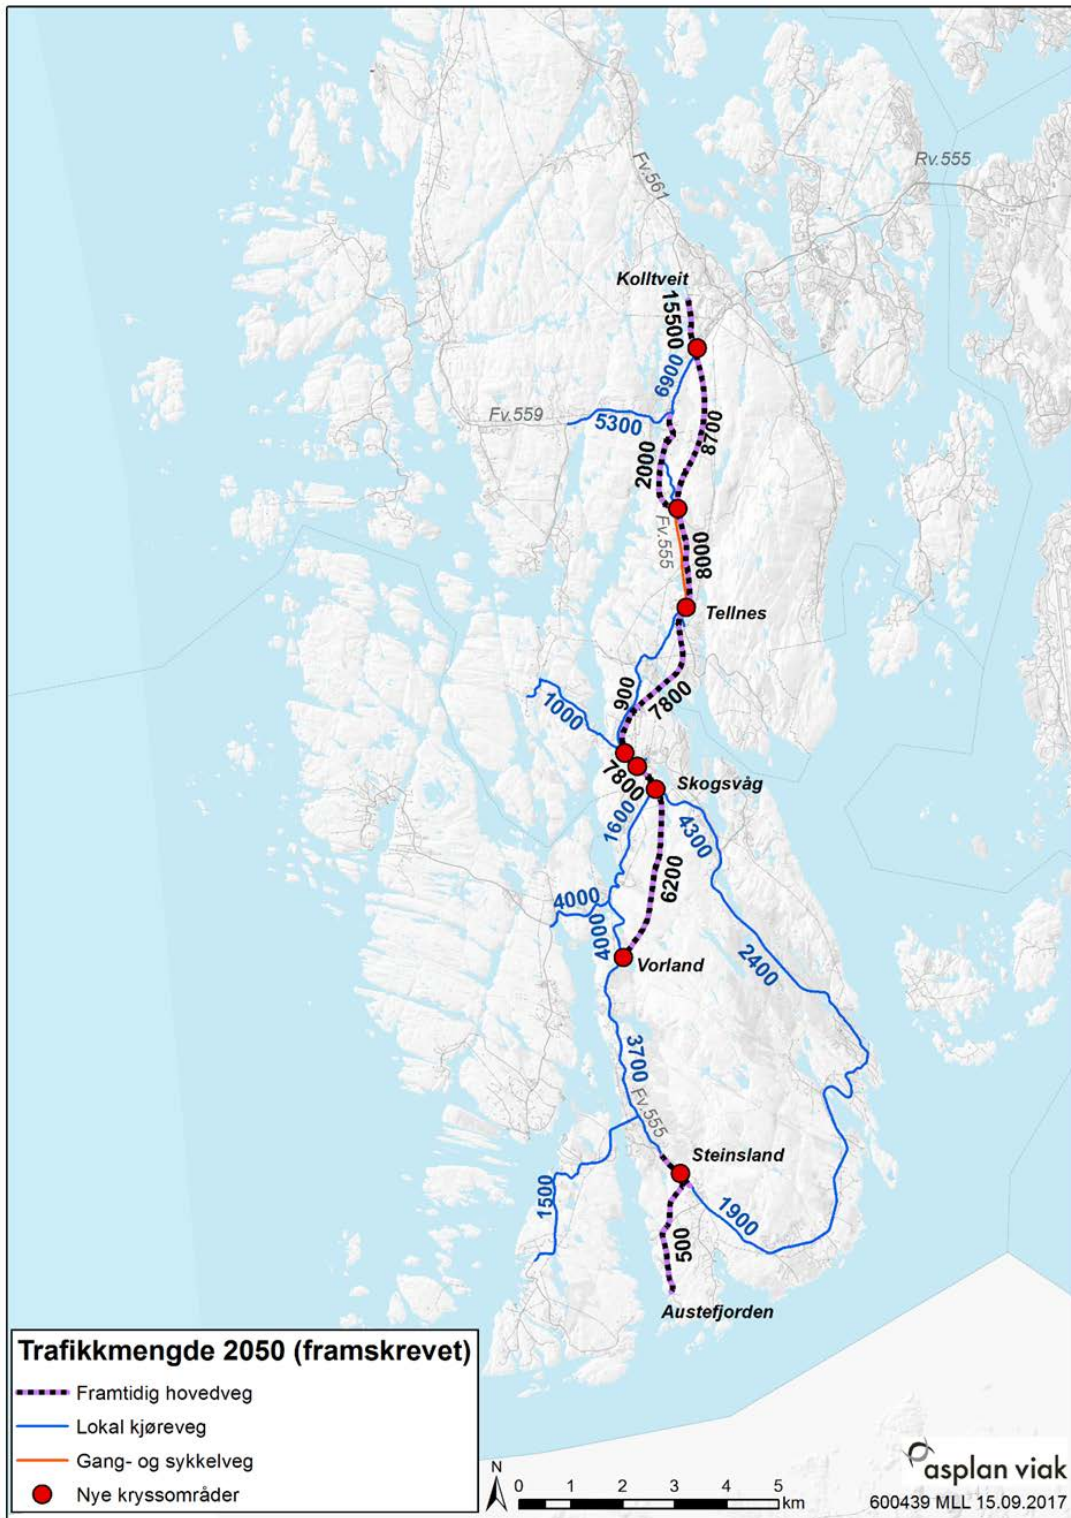 Fv.561
Rv.555
Kolltveit
15500
6900
Fv.559
5300
8700
2000
Fv.555
8000
Tellnes
900
7800
1000
7800
Skogsvåg
1600
4300
6200
4000
4000
Vorland
2400
3700
Fv.555
Steinsland
1500
1900
500
Austefjorden
Trafikkmengde 2050 (framskrevet)
Framtidig hovedveg
Lokal kjøreveg
Gang- og sykkelveg
Nye kryssområder
N
0 1 2 3 4 5
km
asplan viak
600439 MLL 15.09.2017